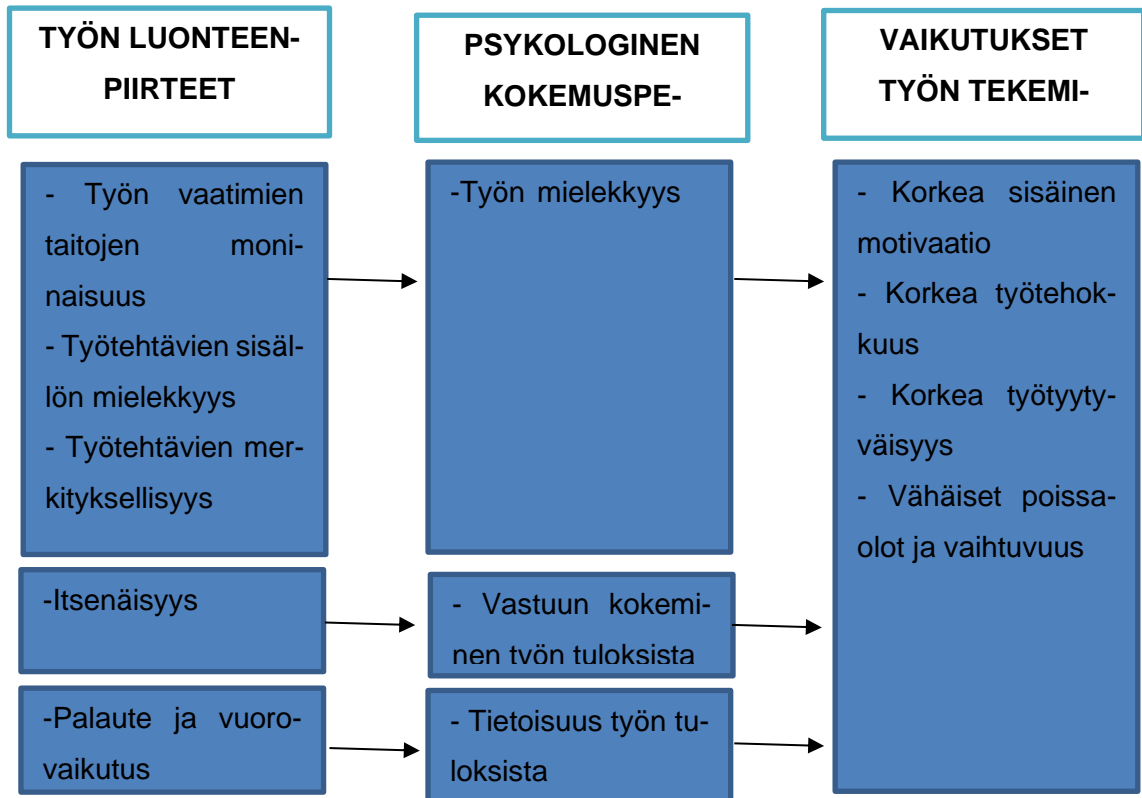 TYÖN LUONTEEN-
PIIRTEET
PSYKOLOGINEN
KOKEMUSPE-
VAIKUTUKSET
TYÖN TEKEMI-
- Työn vaatimien
taitojen moni-
naisuus
- Työtehtävien sisäl-
lön mielekkyys
- Työtehtävien mer-
kityksellisyys
-Työn mielekkyys
- Korkea sisäinen
motivaatio
- Korkea työtehok-
kuus
- Korkea työtyyty-
väisyys
- Vähäiset poissa-
olot ja vaihtuvuus
-Itsenäisyys
- Vastuun kokemi-
nen työn tuloksista
-Palaute ja vuoro-
vaikutus
- Tietoisuus työn tu-
loksista